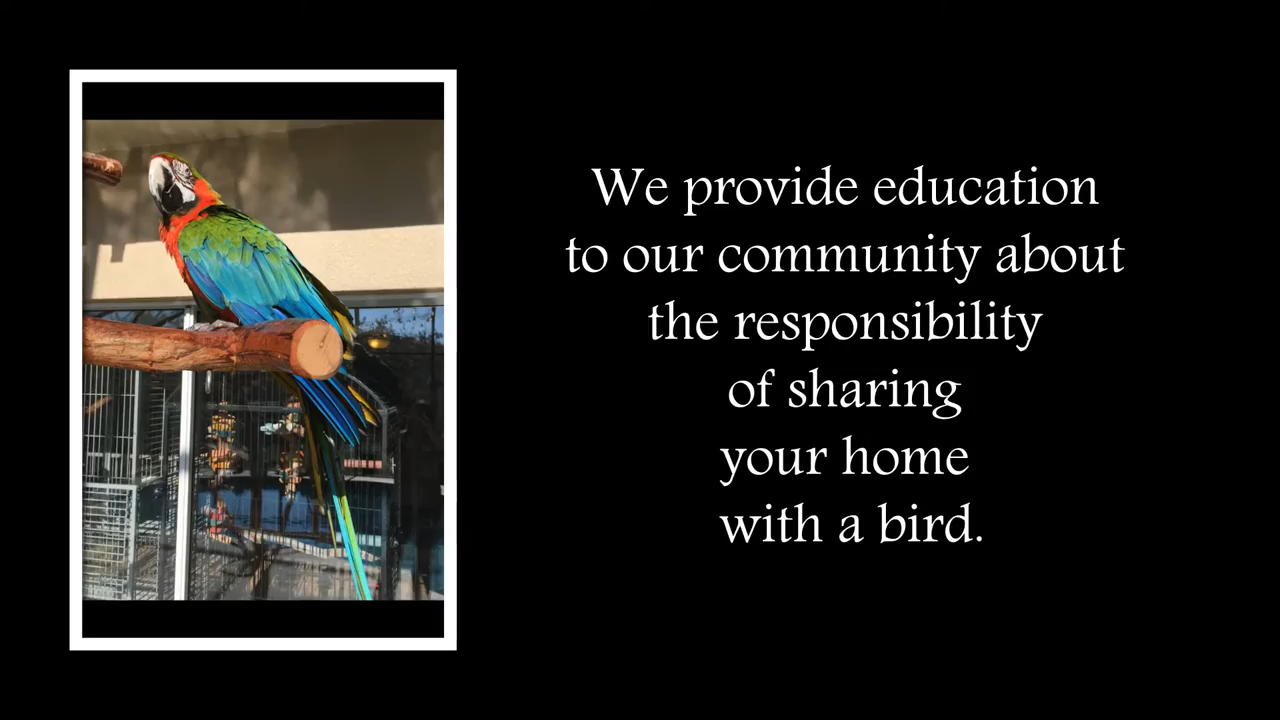 We provide education
to our community about
the responsibility
of sharing
your home
with a bird.